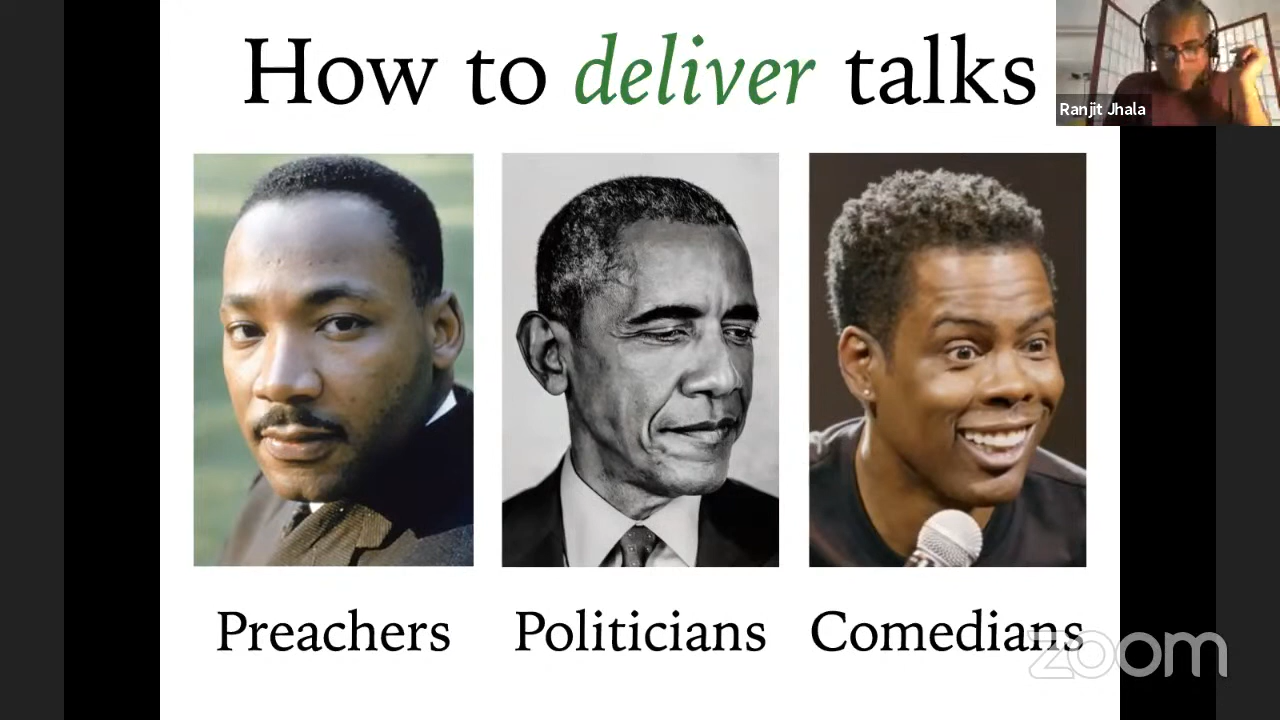 How to deliver talks
Ranjit Jhala
Preachers Politicians Comedians
zoom